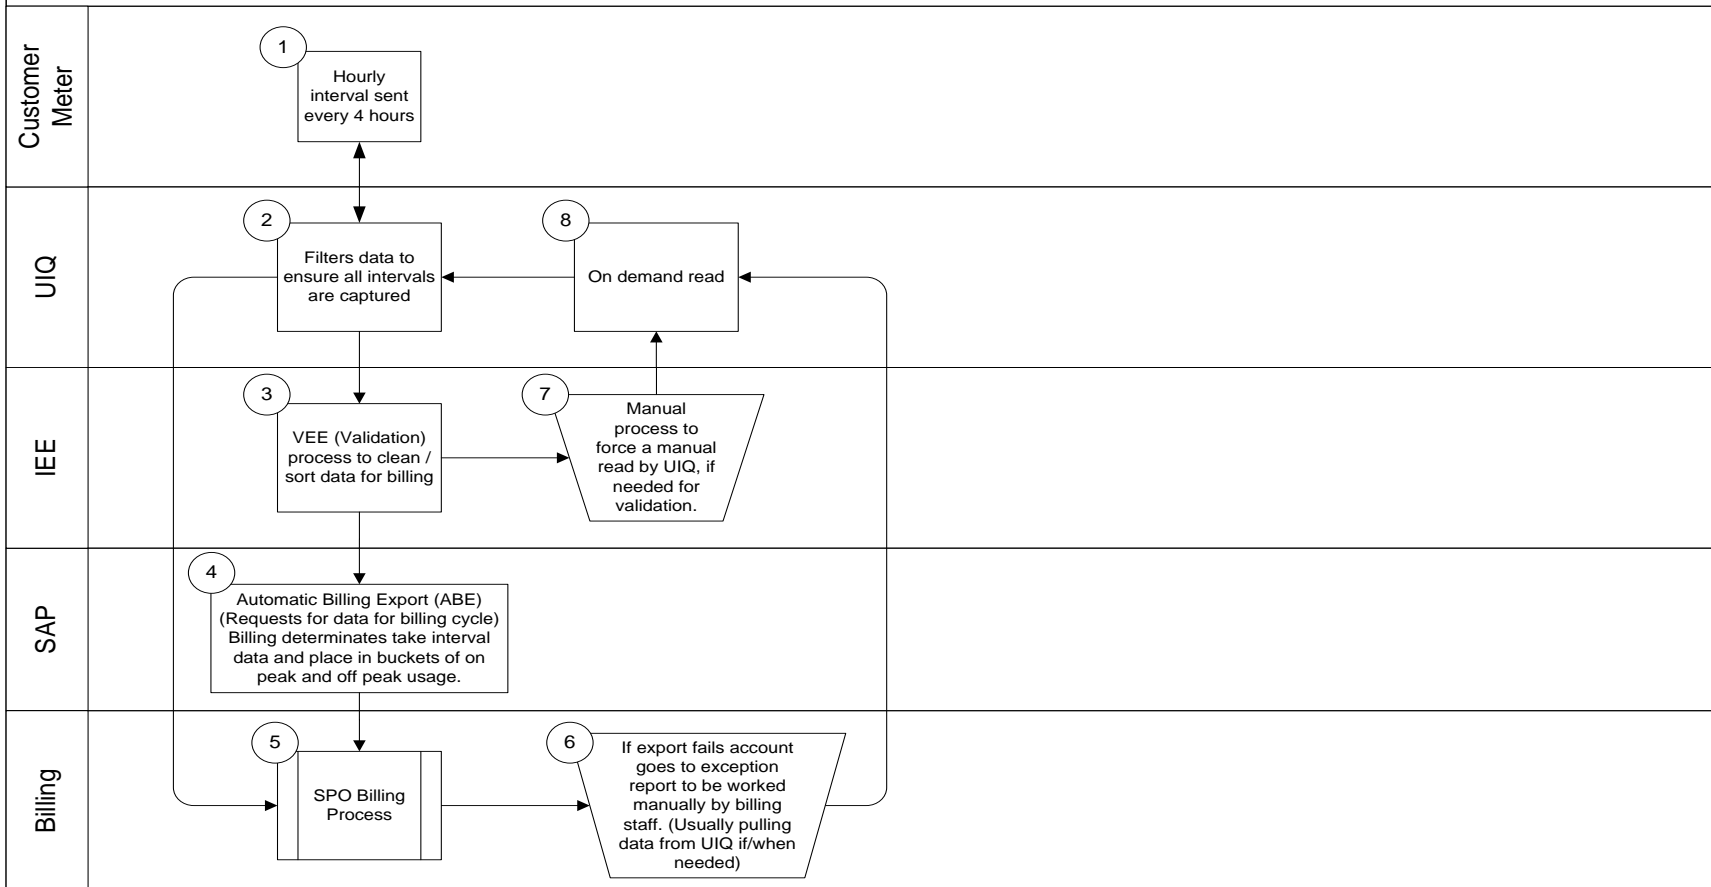 Customer
Meter
1
Hourly
interval sent
every 4 hours
UIQ
2
Filters data to
ensure all intervals
are captured
8
On demand read
IEE
3
VEE (Validation)
process to clean /
sort data for billing
7
Manual
process to
force a manual
read by UIQ, if
needed for
validation.
SAP
4
Automatic Billing Export (ABE)
(Requests for data for billing cycle)
Billing determinates take interval
data and place in buckets of on
peak and off peak usage.
Billing
5
SPO Billing
Process
6
If export fails account
goes to exception
report to be worked
manually by billing
staff. (Usually pulling
data from UIQ if/when
needed)